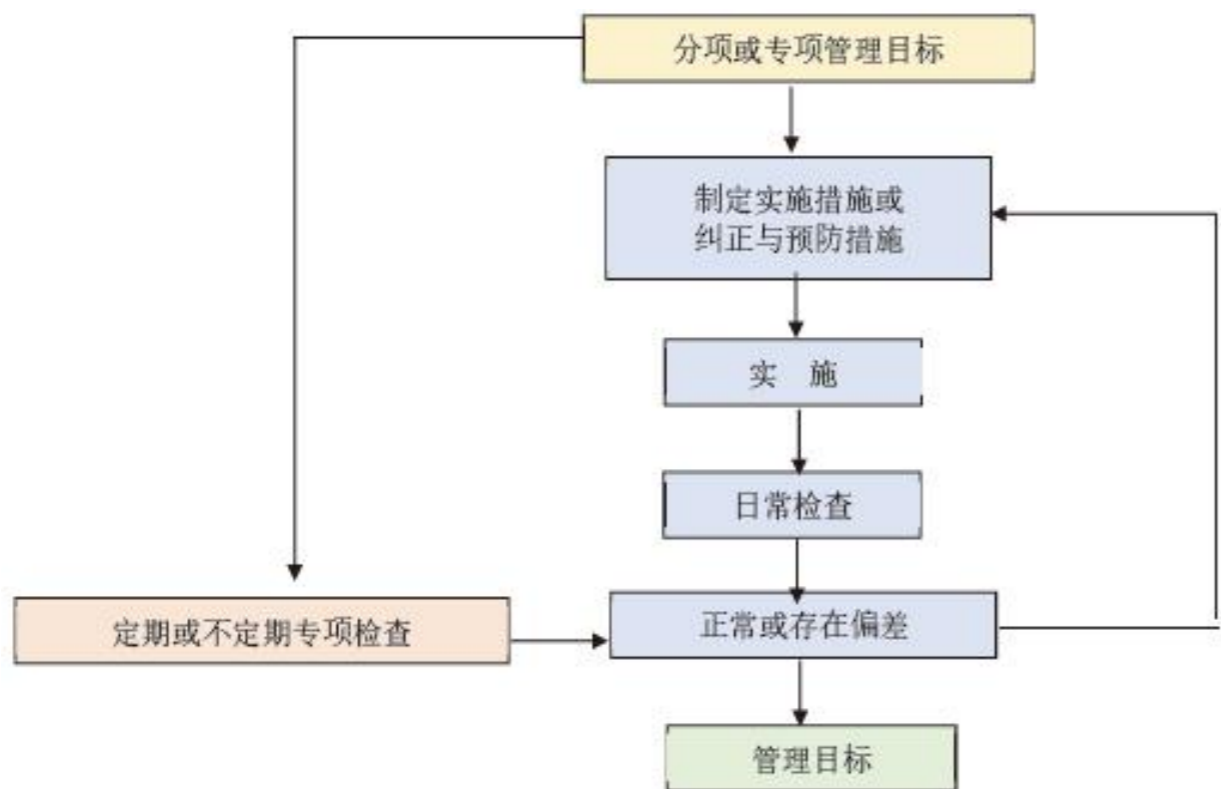 分项或专项管理目标
制定实施措施或
纠正与预防措施
实 施
日常检查
定期或不定期专项检查
正常或存在偏差
管理目标